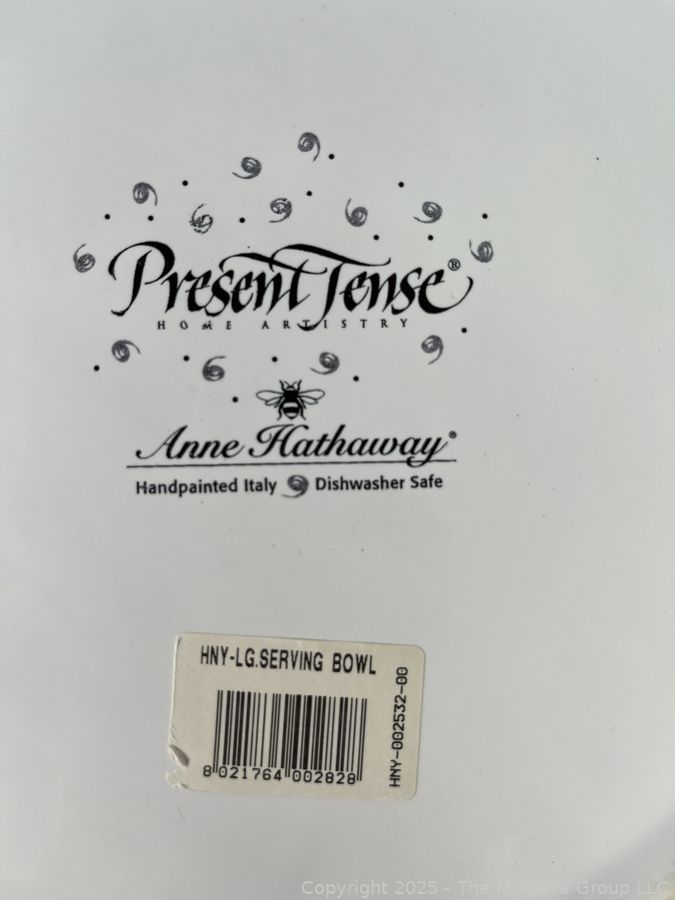 Present Tense®
HOME ARTISTRY
Anne Hathaway®
Handpainted Italy Dishwasher Safe
HNY-LG.SERVING BOWL
8 021764 002828
HNY-002532-00
Copyright 2025 - The McGuire Group LLC